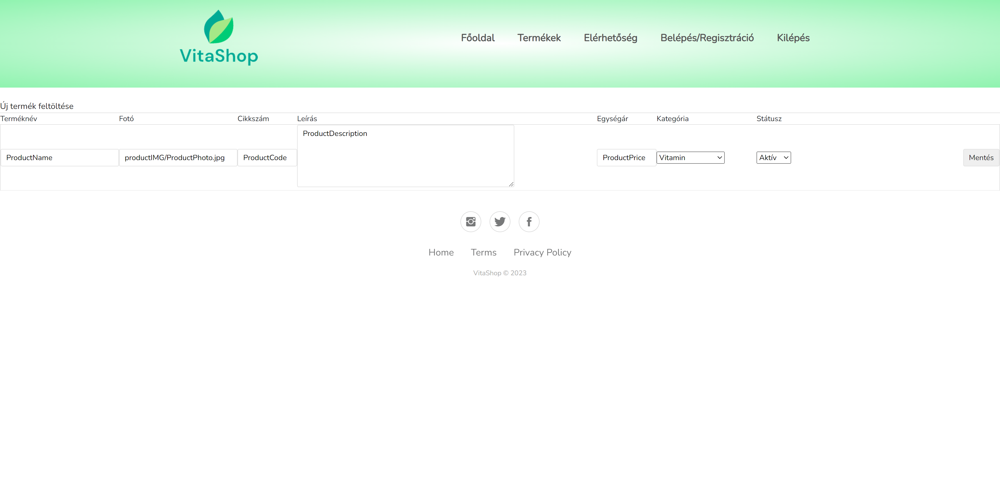 VitaShop
Főoldal Termékek Elérhetőség Belépés/Regisztráció Kilépés
Új termék feltöltése
Terméknév Fotó Cikkszám Leírás Egységár Kategória Státusz
ProductDescription
ProductName productIMG/ProductPhoto.jpg ProductCode ProductPrice Vitamin Aktív Mentés
Home Terms Privacy Policy
VitaShop © 2023